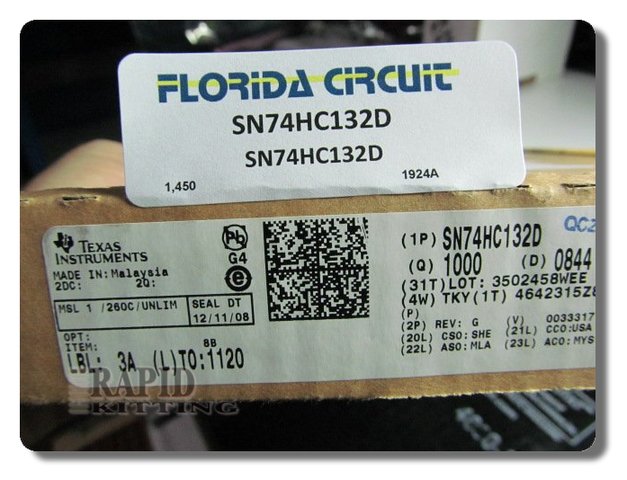 FLORIDA CIRCUIT
SN74HC132D
SN74HC132D
1,450
1924A
TEXAS
INSTRUMENTS
MADE IN: Malaysia
2DC: 2Q:
MSL 1 /260C/UNLIM
SEAL DT
12/11/08
OPT:
ITEM: 8B
LBL: 3A (L)TO:1120
Pb
G4
e
QC2
(1P) SN74HC132D
(Q) 1000 (D) 0844
(31T)LOT: 3502458WEE
(4W) TKY(1T) 4642315Z8
(P)
(2P) REV: G (V) 0033317
(20L) CSO:SHE (21L) CCO:USA
(22L) ASO:MLA (23L) ACO:MYS
RAPID
KITTING